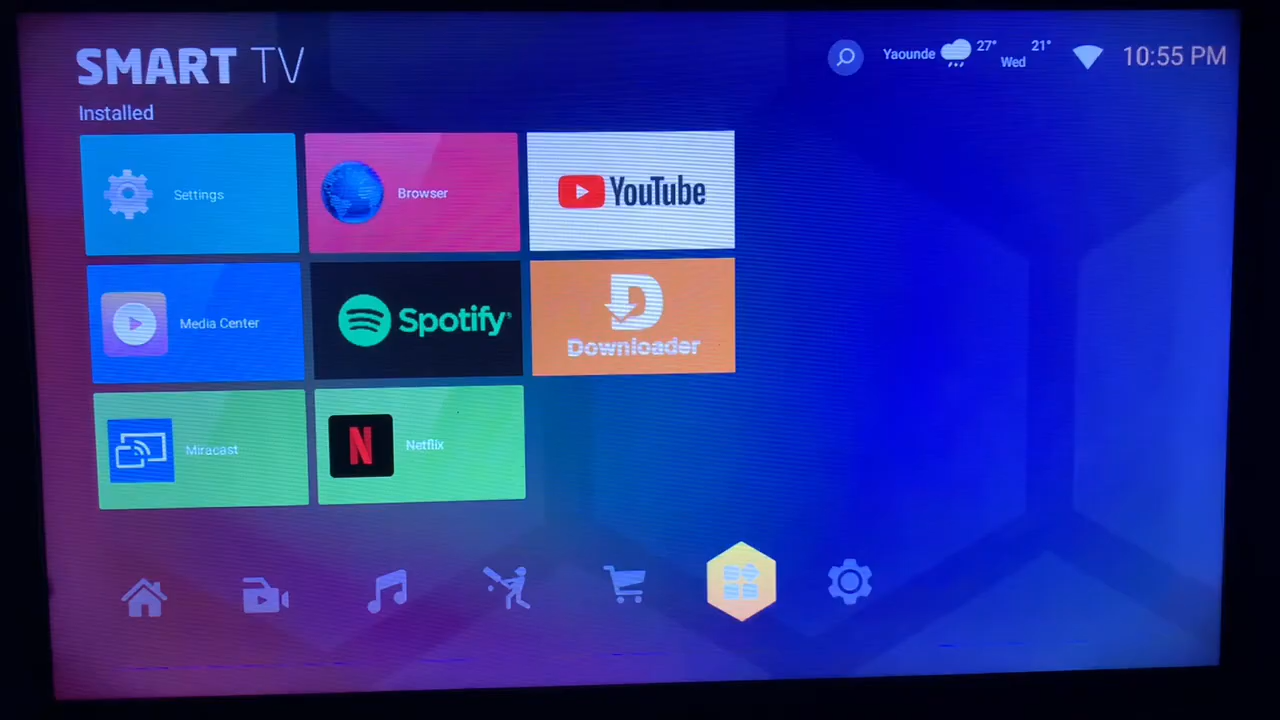 SMART TV
Yaounde 27° Wed 21° 10:55 PM
Installed
Settings
Browser
YouTube
Media Center
Spotify
Downloader
Miracast
N Netflix